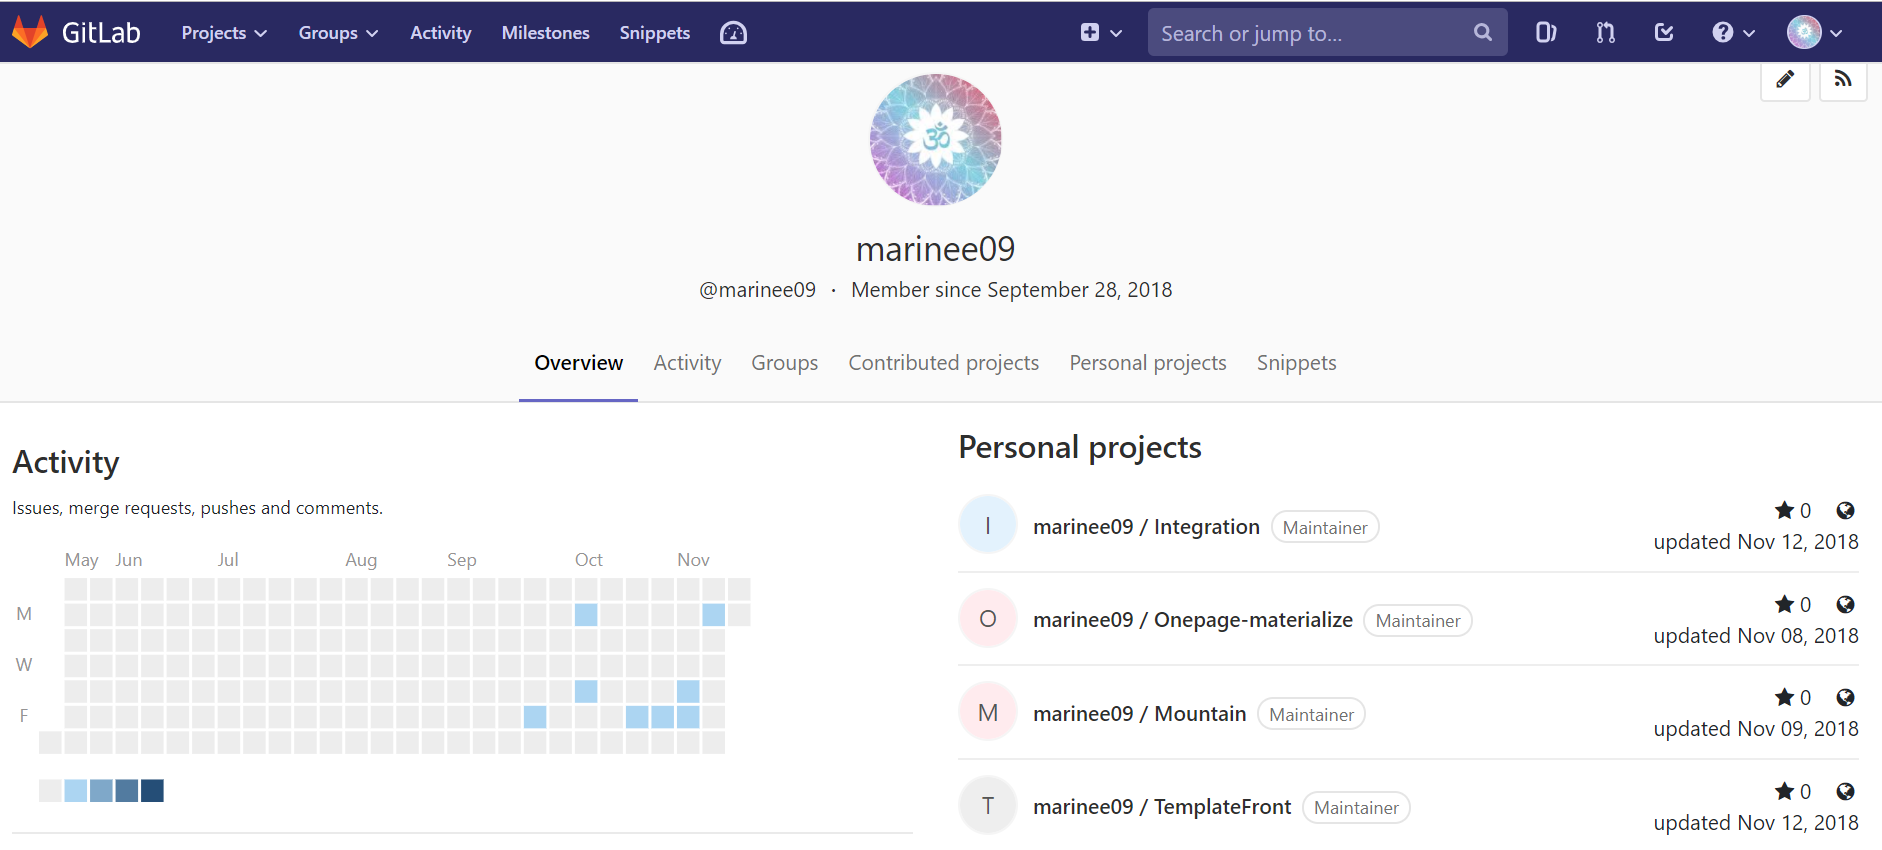 GitLab Projects Groups Activity Milestones Snippets Search or jump to...
marinee09
@marinee09 · Member since September 28, 2018
Overview Activity Groups Contributed projects Personal projects Snippets
Activity
Issues, merge requests, pushes and comments.
May Jun Jul Aug Sep Oct Nov
M
W
F
Personal projects
I marinee09 / Integration Maintainer 0
updated Nov 12, 2018
O marinee09 / Onepage-materialize Maintainer 0
updated Nov 08, 2018
M marinee09 / Mountain Maintainer 0
updated Nov 09, 2018
T marinee09 / TemplateFront Maintainer 0
updated Nov 12, 2018